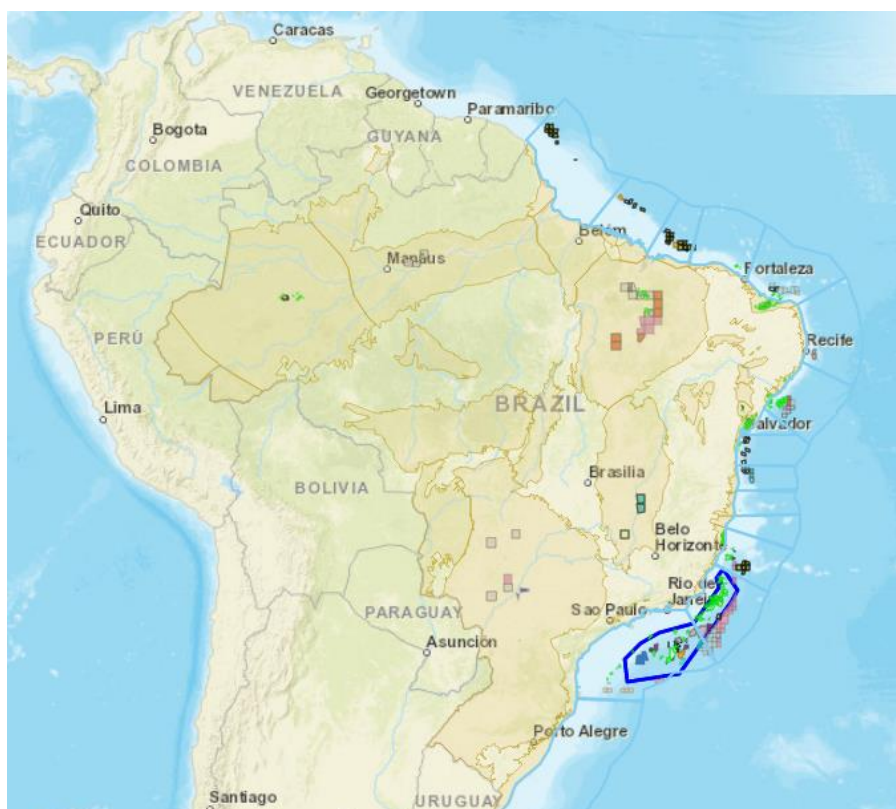 Caracas
VENEZUELA
Georgetown
Paramaribo
Bogota
GUYANA
COLOMBIA
Quito
ECUADOR
Belém
Manaus
Fortaleza
PERÚ
Recife
Lima
BRAZIL
Salvador
Brasilia
BOLIVIA
Belo
Horizonte
Rio de
Janeiro
PARAGUAY
Sao Paulo
Asunción
Porto Alegre
Santiago
URUGUAY